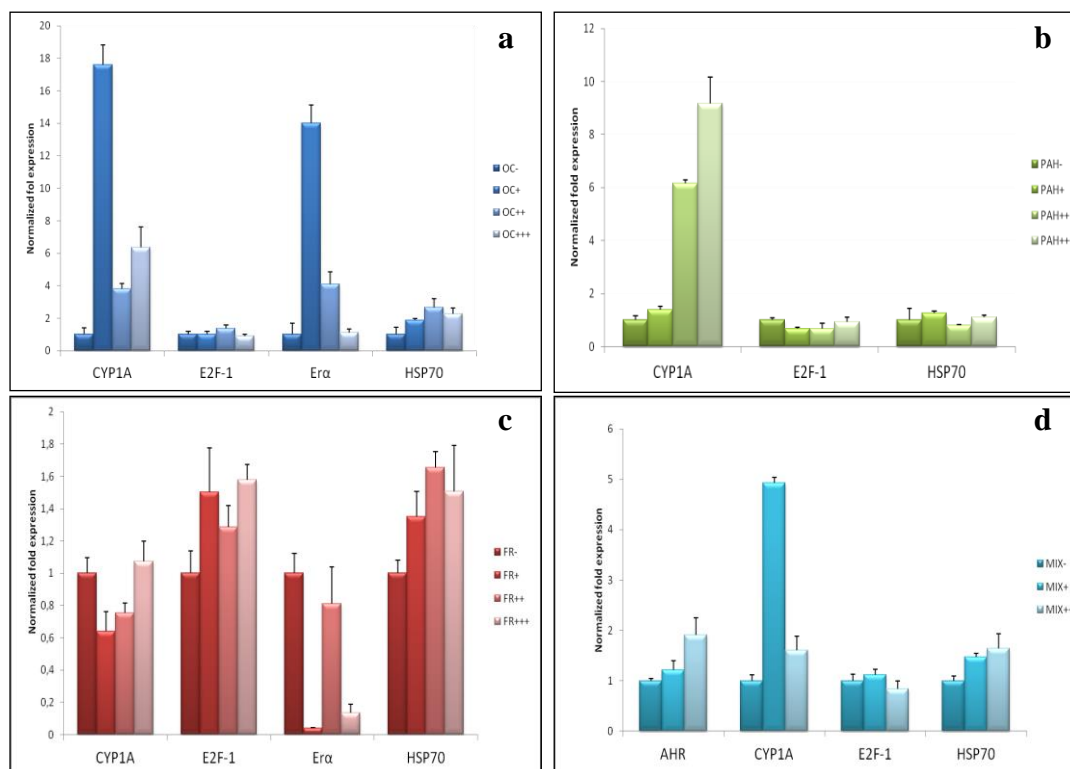 a
20
18
16
14
12
10
8
6
4
2
0
Normalized fol expression
CYP1A E2F-1 Erα HSP70
OC-
OC+
OC++
OC+++
b
12
10
8
6
4
2
0
Normalized fold expression
CYP1A E2F-1 HSP70
PAH-
PAH+
PAH++
PAH++
c
2
1,8
1,6
1,4
1,2
1
0,8
0,6
0,4
0,2
0
Normalized fold expression
CYP1A E2F-1 Erα HSP70
FR-
FR+
FR++
FR+++
d
6
5
4
3
2
1
0
Normalized fold expression
AHR CYP1A E2F-1 HSP70
MIX-
MIX+
MIX+